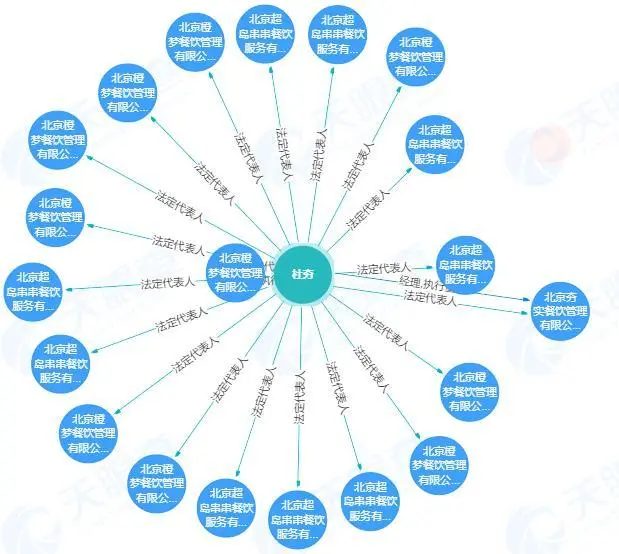 北京橙
梦餐饮管理
有限公...
北京超
岛串串餐饮
服务有...
北京超
岛串串餐饮
服务有...
北京橙
梦餐饮管理
有限公...
北京橙
梦餐饮管理
有限公...
北京橙
梦餐饮管理
有限公...
北京超
岛串串餐饮
服务有...
法定代表人
法定代表人
法定代表人
法定代表人
法定代表人
法定代表人
法定代表人
北京橙
梦餐饮管理
有限公...
法定代表人
北京橙
梦餐饮管理
有限公...
杜夯
法定代表人
北京超
岛串串餐饮
服务有...
北京超
岛串串餐饮
服务有...
法定代表人
经理,执行
法定代表人
北京夯
实餐饮管理
有限公...
北京超
岛串串餐饮
服务有...
法定代表人
法定代表人
法定代表人
法定代表人
法定代表人
法定代表人
法定代表人
法定代表人
法定代表人
北京橙
梦餐饮管理
有限公...
北京橙
梦餐饮管理
有限公...
北京橙
梦餐饮管理
有限公...
北京橙
梦餐饮管理
有限公...
北京超
岛串串餐饮
服务有...
北京超
岛串串餐饮
服务有...
北京超
岛串串餐饮
服务有...